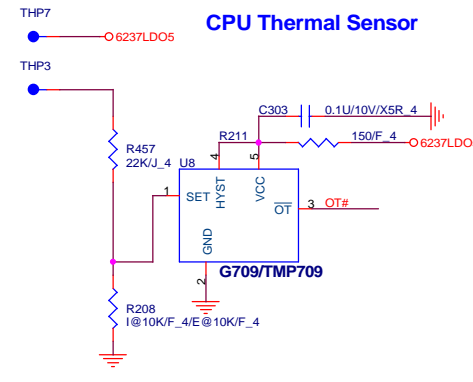 THP7
CPU Thermal Sensor
6237LDO5
THP3
C303
0.1U/10V/X5R_4
R211
150/F_4
6237LDO
R457
22K/J_4
U8
4
5
1
SET
HYST
VCC
OT
3
OT#
GND
2
G709/TMP709
R208
I@10K/F_4/E@10K/F_4